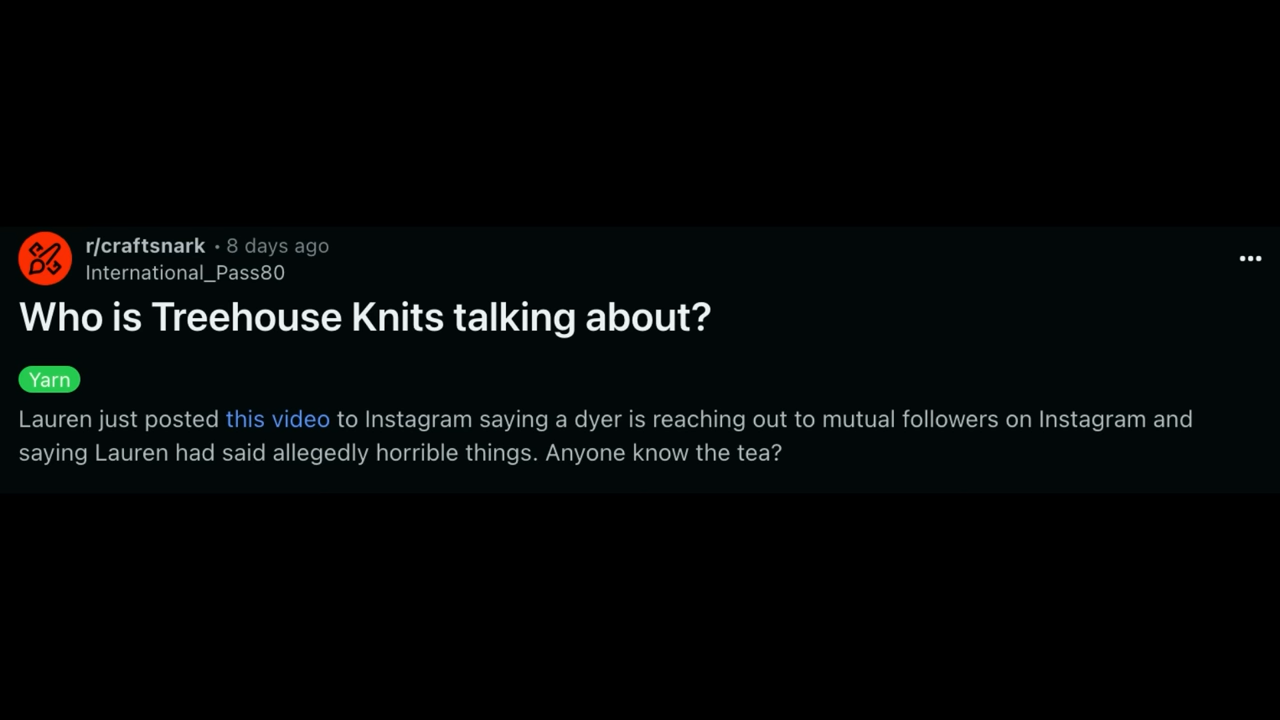 r/craftsnark • 8 days ago
International_Pass80
Who is Treehouse Knits talking about?
Yarn
Lauren just posted this video to Instagram saying a dyer is reaching out to mutual followers on Instagram and
saying Lauren had said allegedly horrible things. Anyone know the tea?